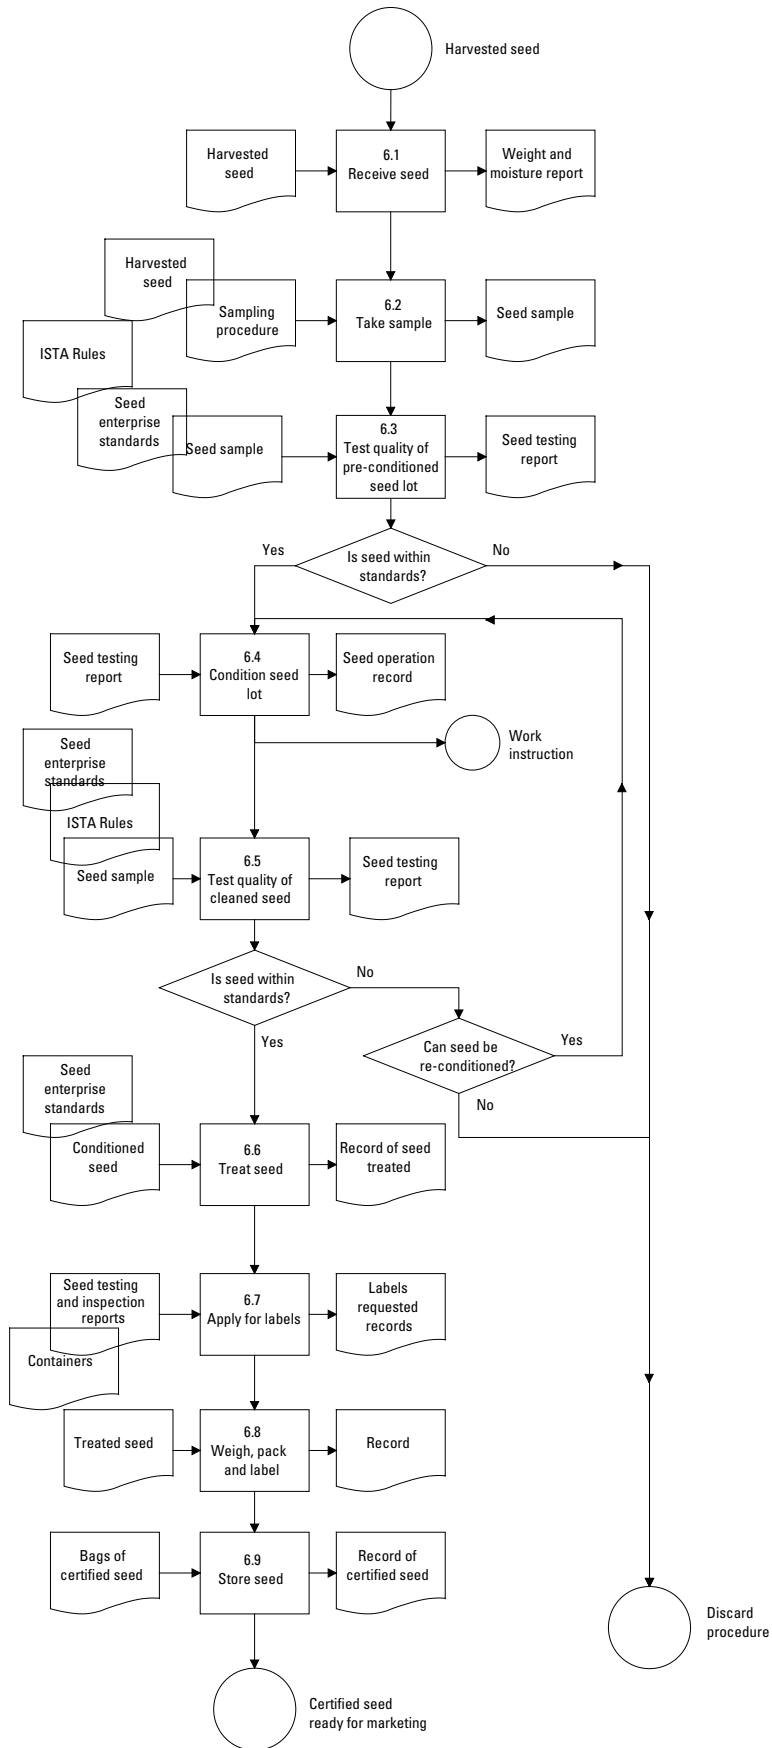 Harvested seed
Harvested
seed
6.1
Receive seed
Weight and
moisture report
Harvested
seed
Sampling
procedure
6.2
Take sample
Seed sample
ISTA Rules
Seed
enterprise
standards
Seed sample
6.3
Test quality of
pre-conditioned
seed lot
Seed testing
report
Yes
Is seed within
standards?
No
Seed testing
report
6.4
Condition seed
lot
Seed operation
record
Work
instruction
Seed
enterprise
standards
ISTA Rules
Seed sample
6.5
Test quality of
cleaned seed
Seed testing
report
Is seed within
standards?
No
Yes
Can seed be
re-conditioned?
Yes
No
Seed
enterprise
standards
Conditioned
seed
6.6
Treat seed
Record of seed
treated
Seed testing
and inspection
reports
6.7
Apply for labels
Labels
requested
records
Containers
Treated seed
6.8
Weigh, pack
and label
Record
Bags of
certified seed
6.9
Store seed
Record of
certified seed
Discard
procedure
Certified seed
ready for marketing